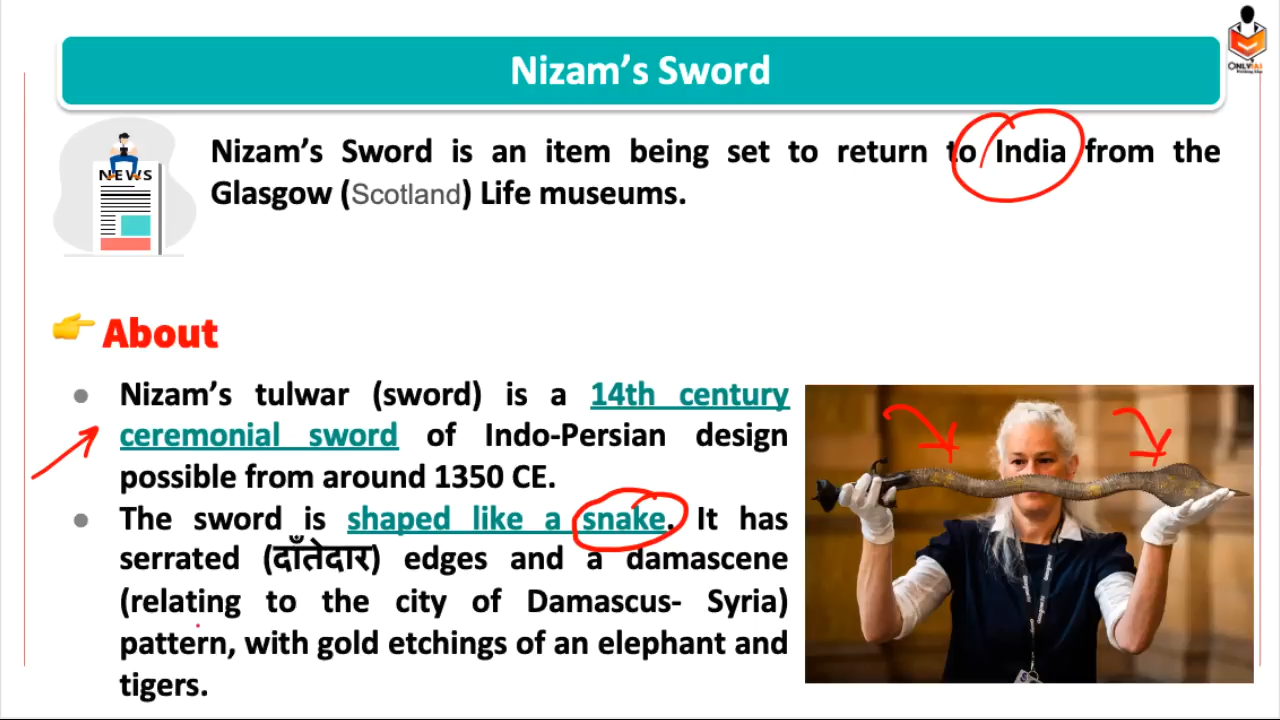 Nizam's Sword
ONLYIAS
NEWS
Nizam's Sword is an item being set to return to India from the
Glasgow (Scotland) Life museums.
👉 About
● Nizam's tulwar (sword) is a 14th century
ceremonial sword of Indo-Persian design
possible from around 1350 CE.
● The sword is shaped like a snake. It has
serrated (दाँतेदार) edges and a damascene
(relating to the city of Damascus- Syria)
pattern, with gold etchings of an elephant and
tigers.